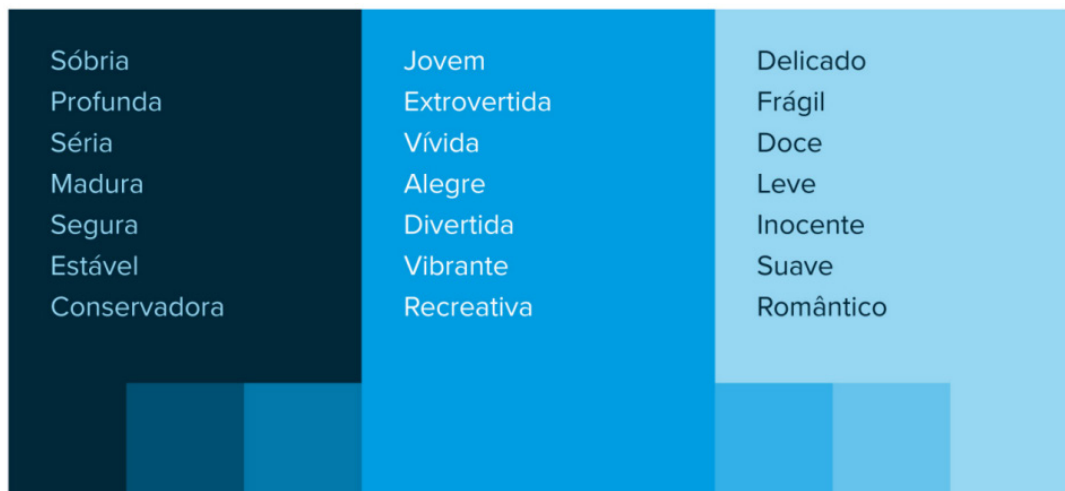 Sóbria
Profunda
Séria
Madura
Segura
Estável
Conservadora
Jovem
Extrovertida
Vívida
Alegre
Divertida
Vibrante
Recreativa
Delicado
Frágil
Doce
Leve
Inocente
Suave
Romântico